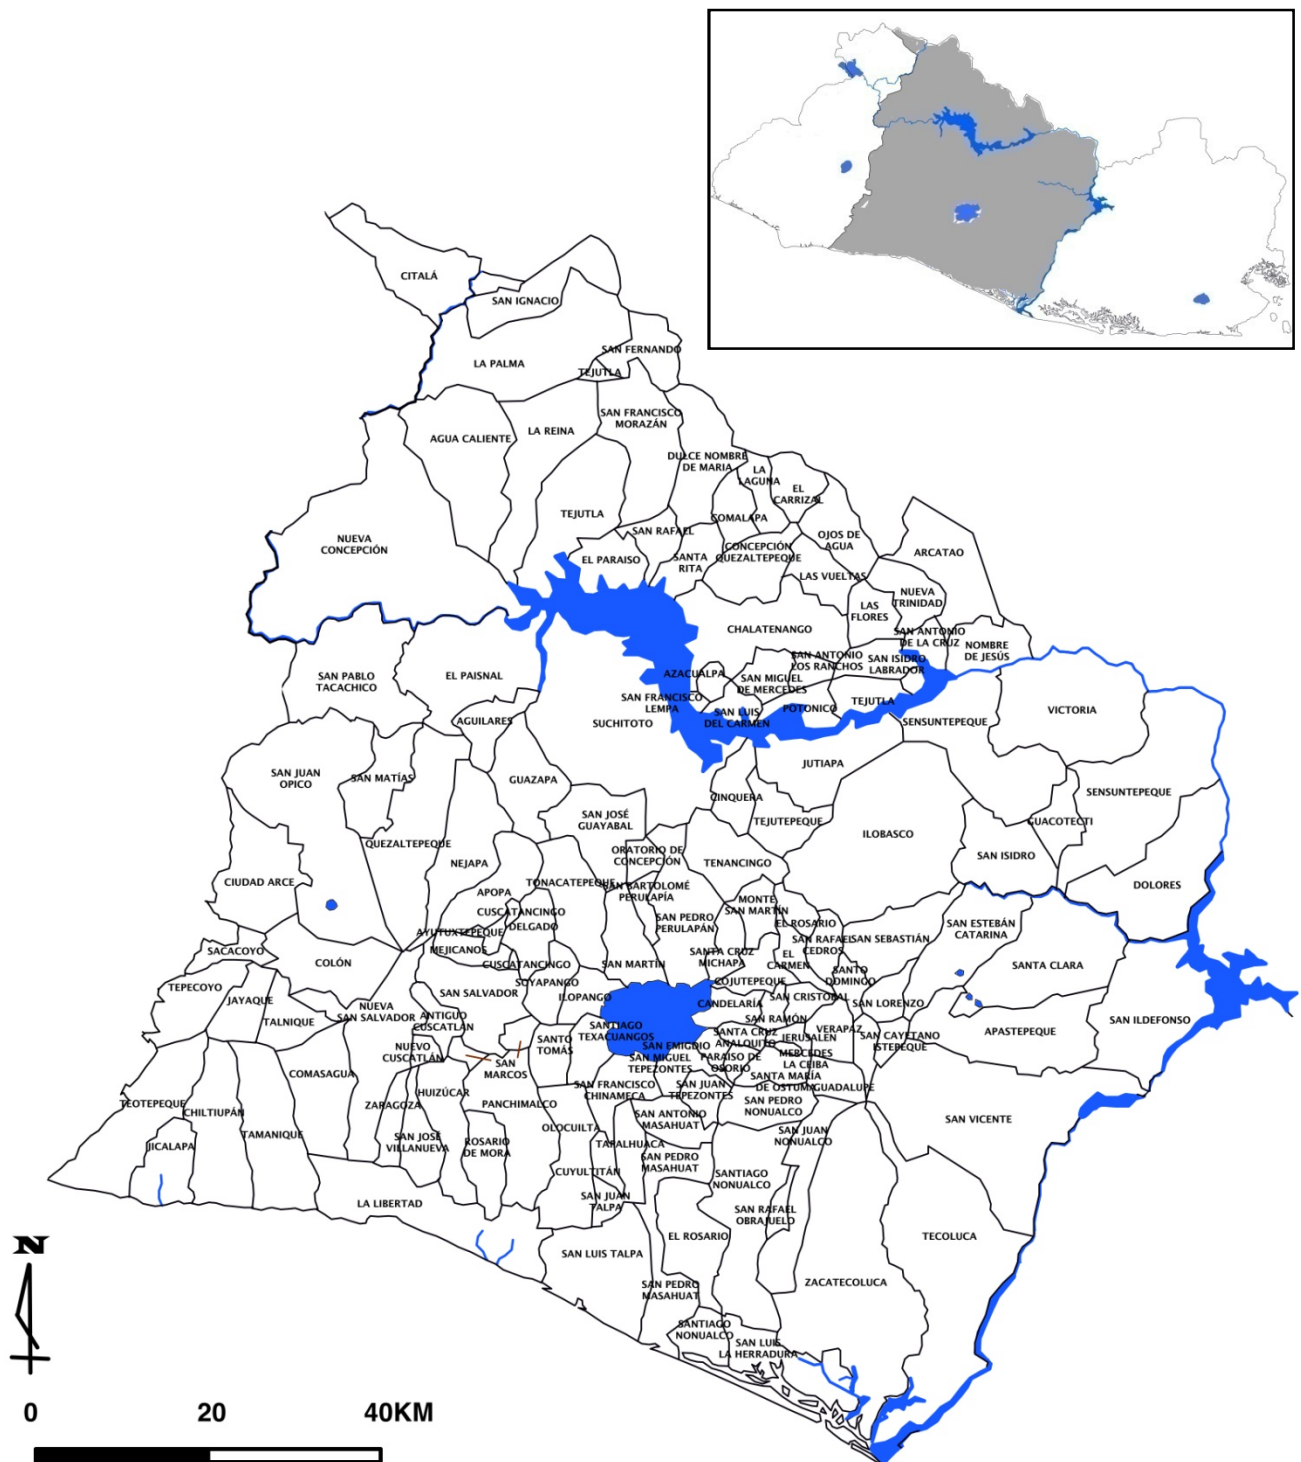 CITALÁ
SAN IGNACIO
LA PALMA
SAN FERNANDO
TEJUTLA
SAN FRANCISCO
MORAZÁN
LA REINA
AGUA CALIENTE
DULCE NOMBRE
DE MARIA
LA
LAGUNA
EL
CARRIZAL
TEJUTLA
COMALAPA
SAN RAFAEL
NUEVA
CONCEPCIÓN
OJOS DE
AGUA
CONCEPCIÓN
QUEZALTEPEQUE
ARCATAO
EL PARAISO
SANTA
RITA
LAS VUELTAS
NUEVA
TRINIDAD
LAS
FLORES
CHALATENANGO
SAN ANTONIO
DE LA CRUZ
NOMBRE
DE JESÚS
SAN ANTONIO
LOS RANCHOS
SAN ISIDRO
LABRADOR
SAN PABLO
TACACHICO
EL PAISNAL
AZACUALPA
SAN MIGUEL
DE MERCEDES
SAN FRANCISCO
LEMPA
TEJUTLA
POTONICO
VICTORIA
SAN LUIS
DEL CARMEN
AGUILARES
SUCHITOTO
SENSUNTEPEQUE
JUTIAPA
SAN JUAN
OPICO
SAN MATÍAS
GUAZAPA
SENSUNTEPEQUE
CINQUERA
SAN JOSÉ
GUAYABAL
TEJUTEPEQUE
GUACOTECTI
ILOBASCO
QUEZALTEPEQUE
ORATORIO DE
CONCEPCIÓN
SAN ISIDRO
NEJAPA
TENANCINGO
CIUDAD ARCE
TONACATEPEQUE
SAN BARTOLOMÉ
PERULAPÍA
DOLORES
APOPA
MONTE
SAN MARTÍN
CUSCATANCINGO
DELGADO
SAN PEDRO
PERULAPÁN
EL ROSARIO
SAN ESTEBÁN
CATARINA
AYUTUXTEPEQUE
SAN RAFAEL
CEDROS
SAN SEBASTIÁN
SACACOYO
MEJICANOS
SANTA CRUZ
MICHAPA
EL
CARMEN
COLÓN
CUSCATANCINGO
SAN MARTÍN
SANTA CLARA
SANTO
DOMINGO
TEPECOYO
SOYAPANGO
COJUTEPEQUE
SAN SALVADOR
ILOPANGO
SAN CRISTOBAL
JAYAQUE
CANDELARÍA
SAN LORENZO
NUEVA
SAN SALVADOR
TALNIQUE
ANTIGUO
CUSCATLÁN
SAN RAMÓN
SAN ILDEFONSO
SANTIAGO
TEXACUANGOS
SANTA CRUZ
ANALQUITO
VERAPAZ
SAN CAYETANO
ISTEPEQUE
APASTEPEQUE
SANTO
TOMÁS
JERUSALEN
NUEVO
CUSCATLÁN
SAN EMIGDIO
SAN MIGUEL
TEPEZONTES
PARAISO DE
OSORIO
MERCEDES
LA CEIBA
SAN
MARCOS
COMASAGUA
SANTA MARÍA
DE OSTUMA
GUADALUPE
SAN FRANCISCO
CHINAMECA
SAN JUAN
TEPEZONTES
HUIZÚCAR
TEOTEPEQUE
ZARAGOZA
PANCHIMALCO
SAN PEDRO
NONUALCO
CHILTIUPÁN
SAN ANTONIO
MASAHUAT
SAN VICENTE
OLOCUILTA
TAMANIQUE
SAN JUAN
NONUALCO
SAN JOSÉ
VILLANUEVA
ROSARIO
DE MORA
TAPALHUACA
JICALAPA
SAN PEDRO
MASAHUAT
CUYULTITÁN
SANTIAGO
NONUALCO
SAN JUAN
TALPA
LA LIBERTAD
SAN RAFAEL
OBRAJUELO
EL ROSARIO
TECOLUCA
SAN LUIS TALPA
ZACATECOLUCA
SAN PEDRO
MASAHUAT
SANTIAGO
NONUALCO
SAN LUIS
LA HERRADURA
N
0 20 40KM